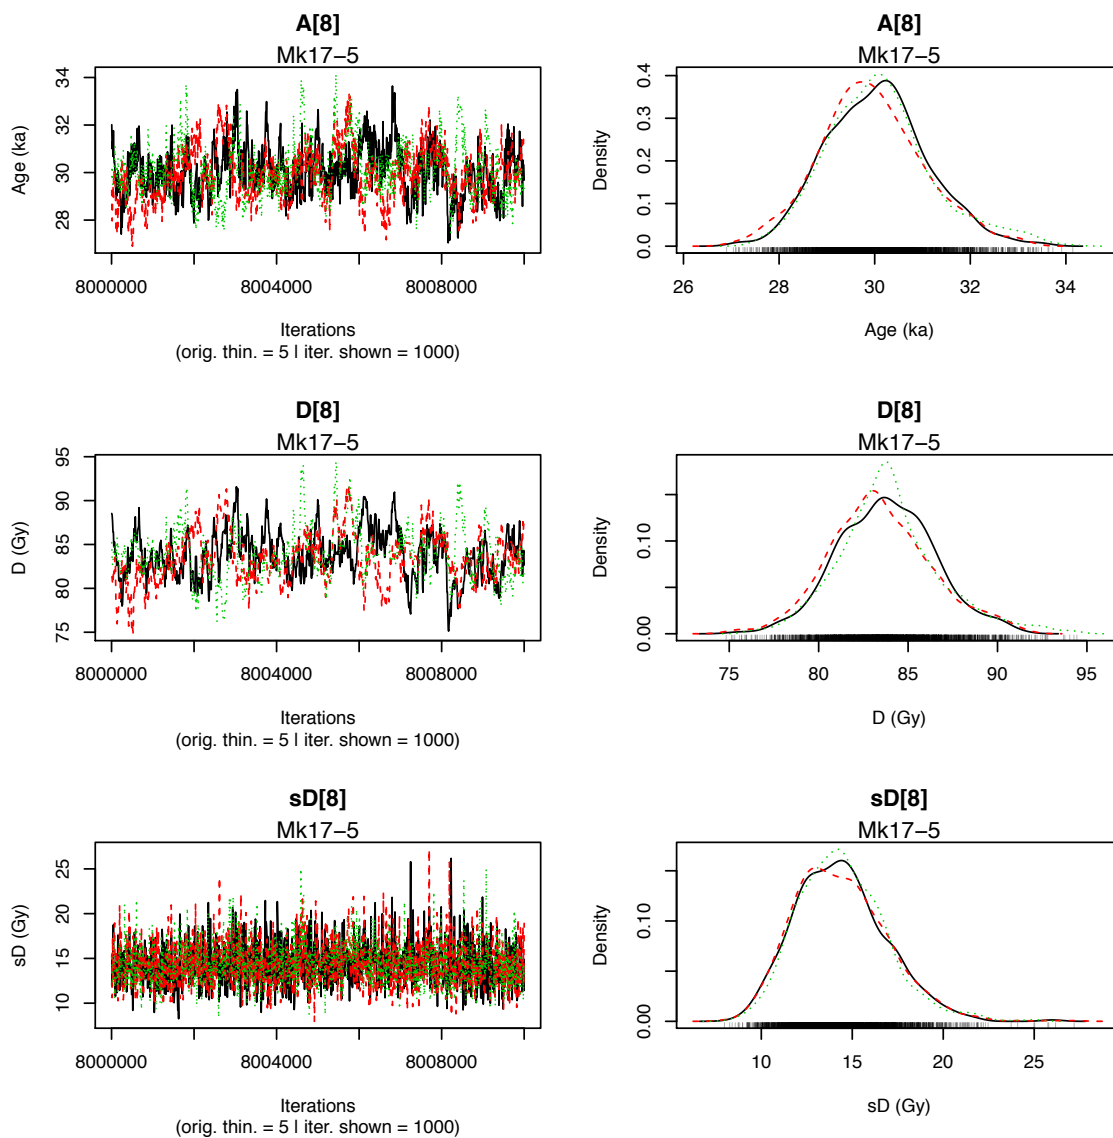 A[8]
Mk17−5
Age (ka)
34
32
30
28
8000000 8004000 8008000
Iterations
(orig. thin. = 5 | iter. shown = 1000)
A[8]
Mk17−5
Density
0.4
0.3
0.2
0.1
0.0
26 28 30 32 34
Age (ka)
D[8]
Mk17−5
D (Gy)
95
90
85
80
75
8000000 8004000 8008000
Iterations
(orig. thin. = 5 | iter. shown = 1000)
D[8]
Mk17−5
Density
0.10
0.00
75 80 85 90 95
D (Gy)
sD[8]
Mk17−5
sD (Gy)
25
20
15
10
8000000 8004000 8008000
Iterations
(orig. thin. = 5 | iter. shown = 1000)
sD[8]
Mk17−5
Density
0.10
0.00
10 15 20 25
sD (Gy)